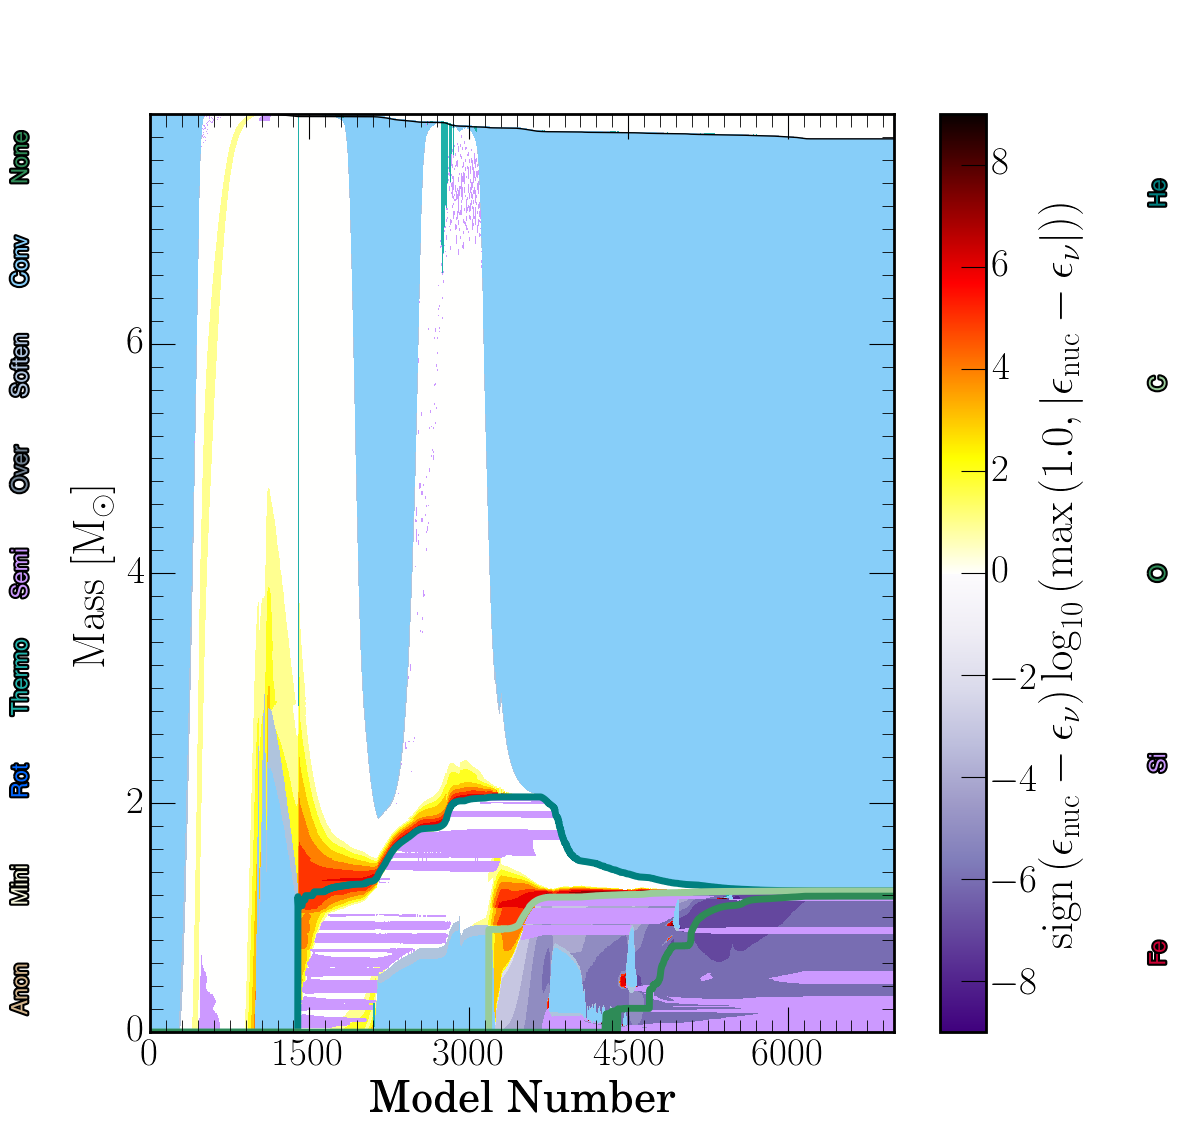 None
Conv
Soften
Over
Semi
Thermo
Rot
Mini
Anon
Mass [M⊙]
6
4
2
0
0
1500
3000
4500
6000
Model Number
8
6
4
2
0
−2
−4
−6
−8
sign (ϵnuc − ϵν) log10 (max (1.0, |ϵnuc − ϵν|))
He
C
O
Si
Fe